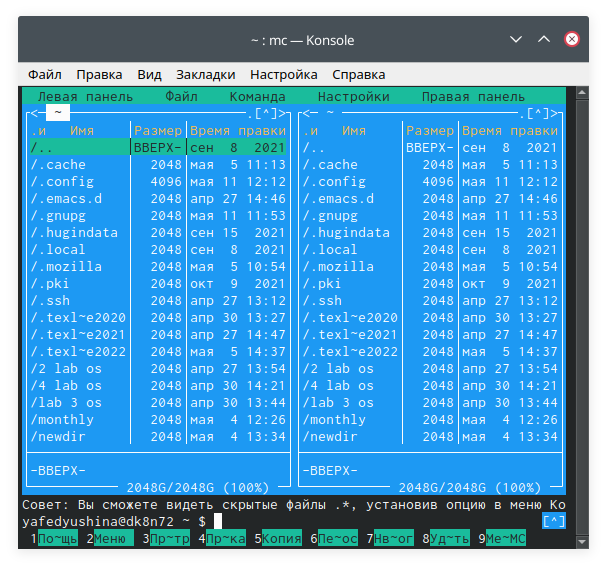 ~ : mc — Konsole
Файл Правка Вид Закладки Настройка Справка
Левая панель Файл Команда Настройки Правая панель
<─ ~ .[^]> <─ ~ .[^]>
.и Имя Размер Время правки .и Имя Размер Время правки
/.. ВВЕРХ- сен 8 2021 /.. ВВЕРХ- сен 8 2021
/.cache 2048 мая 5 11:13 /.cache 2048 мая 5 11:13
/.config 4096 мая 11 12:12 /.config 4096 мая 11 12:12
/.emacs.d 2048 апр 27 14:46 /.emacs.d 2048 апр 27 14:46
/.gnupg 2048 мая 11 11:53 /.gnupg 2048 мая 11 11:53
/.hugindata 2048 сен 15 2021 /.hugindata 2048 сен 15 2021
/.local 2048 сен 8 2021 /.local 2048 сен 8 2021
/.mozilla 2048 мая 5 10:54 /.mozilla 2048 мая 5 10:54
/.pki 2048 окт 9 2021 /.pki 2048 окт 9 2021
/.ssh 2048 апр 27 13:12 /.ssh 2048 апр 27 13:12
/.texl~e2020 2048 апр 30 13:27 /.texl~e2020 2048 апр 30 13:27
/.texl~e2021 2048 апр 27 14:47 /.texl~e2021 2048 апр 27 14:47
/.texl~e2022 2048 мая 5 14:37 /.texl~e2022 2048 мая 5 14:37
/2 lab os 2048 апр 27 13:54 /2 lab os 2048 апр 27 13:54
/4 lab os 2048 апр 30 14:21 /4 lab os 2048 апр 30 14:21
/lab 3 os 2048 апр 30 13:44 /lab 3 os 2048 апр 30 13:44
/monthly 2048 мая 4 12:26 /monthly 2048 мая 4 12:26
/newdir 2048 мая 4 13:34 /newdir 2048 мая 4 13:34
-ВВЕРХ- -ВВЕРХ-
2048G/2048G (100%) 2048G/2048G (100%)
Совет: Вы сможете видеть скрытые файлы .*, установив опцию в меню Ко
yafedyushina@dk8n72 ~ $ [^]
1По~щь 2Меню 3Пр~тр 4Пр~ка 5Копия 6Пе~ос 7Нв~ог 8Уд~ть 9Ме~МС